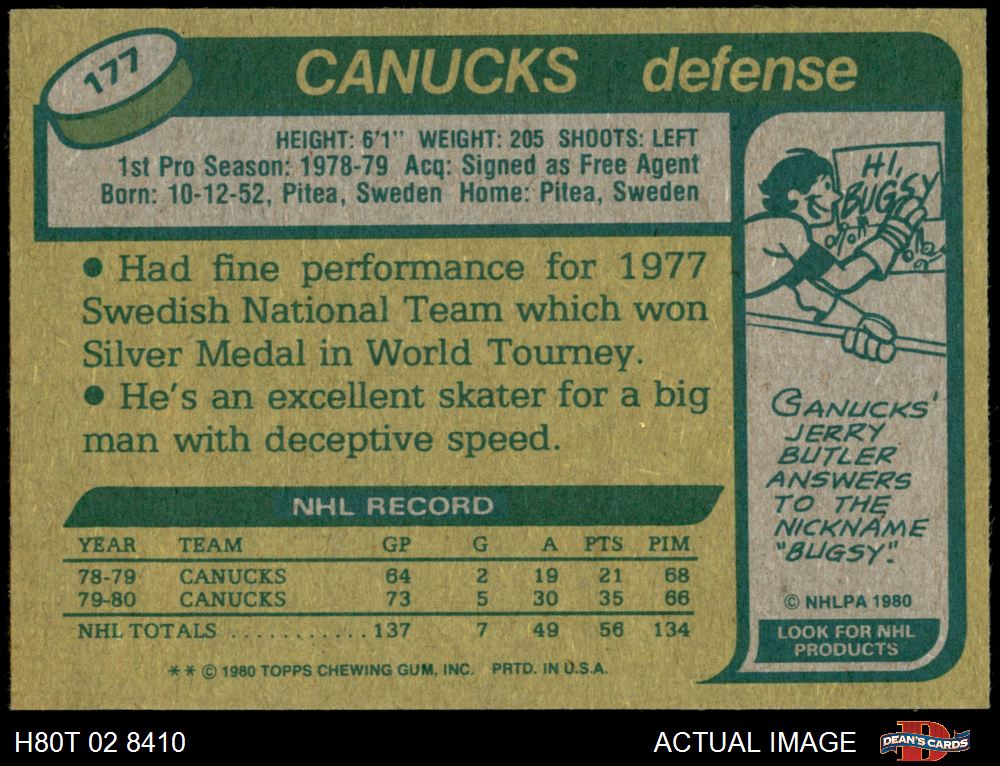 177
CANUCKS defense
HEIGHT: 6'1" WEIGHT: 205 SHOOTS: LEFT
1st Pro Season: 1978-79 Acq: Signed as Free Agent
Born: 10-12-52, Pitea, Sweden Home: Pitea, Sweden
• Had fine performance for 1977
Swedish National Team which won
Silver Medal in World Tourney.
• He's an excellent skater for a big
man with deceptive speed.
NHL RECORD
YEAR TEAM GP G A PTS PIM
78-79 CANUCKS 64 2 19 21 68
79-80 CANUCKS 73 5 30 35 66
NHL TOTALS ............ 137 7 49 56 134
** © 1980 TOPPS CHEWING GUM, INC. PRTD. IN U.S.A.
HI,
BUGSY
CANUCKS'
JERRY
BUTLER
ANSWERS
TO THE
NICKNAME
"BUGSY".
© NHLPA 1980
LOOK FOR NHL
PRODUCTS
H80T 02 8410
ACTUAL IMAGE
D
DEAN'S CARDS